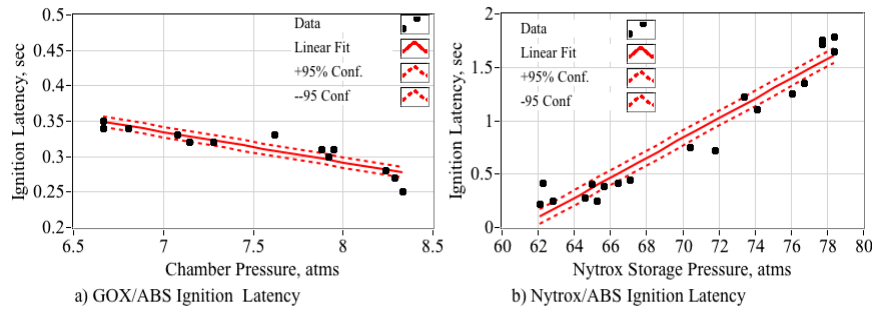 0.5
0.45
0.4
0.35
0.3
0.25
0.2
Ignition Latency, sec
Data
Linear Fit
+95% Conf.
--95 Conf
6.5 7 7.5 8 8.5
Chamber Pressure, atms
a) GOX/ABS Ignition Latency
2
1.5
1
0.5
0
Ignition Latency, sec
Data
Linear Fit
+95% Conf.
-95 Conf
60 62 64 66 68 70 72 74 76 78 80
Nytrox Storage Pressure, atms
b) Nytrox/ABS Ignition Latency